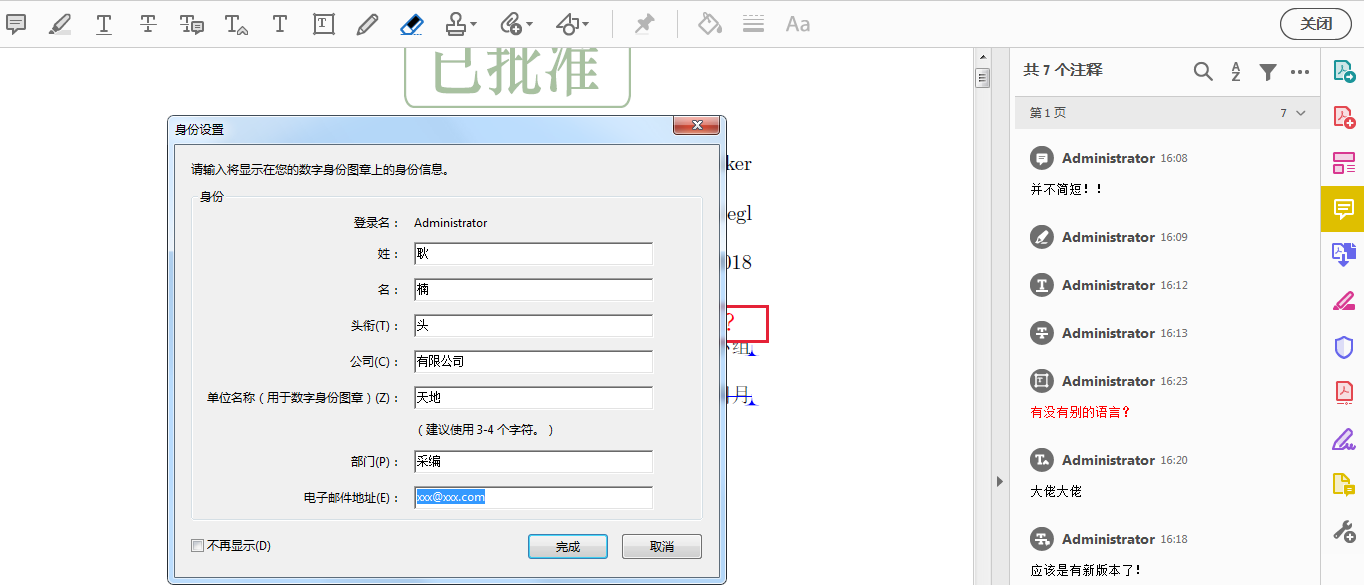 Aa
关闭
已批准
身份设置
请输入将显示在您的数字身份图章上的身份信息。
身份
登录名： Administrator
姓： 耿
名： 楠
头衔(T)： 头
公司(C)： 有限公司
单位名称（用于数字身份图章）(Z)： 天地
（建议使用 3-4 个字符。）
部门(P)： 采编
电子邮件地址(E)： xxx@xxx.com
不再显示(D)
完成
取消
ker
egl
018
?
组
月
共 7 个注释
第 1 页 7
Administrator 16:08
并不简短！！
Administrator 16:09
Administrator 16:12
Administrator 16:13
Administrator 16:23
有没有别的语言？
Administrator 16:20
大佬大佬
Administrator 16:18
应该是有新版本了！